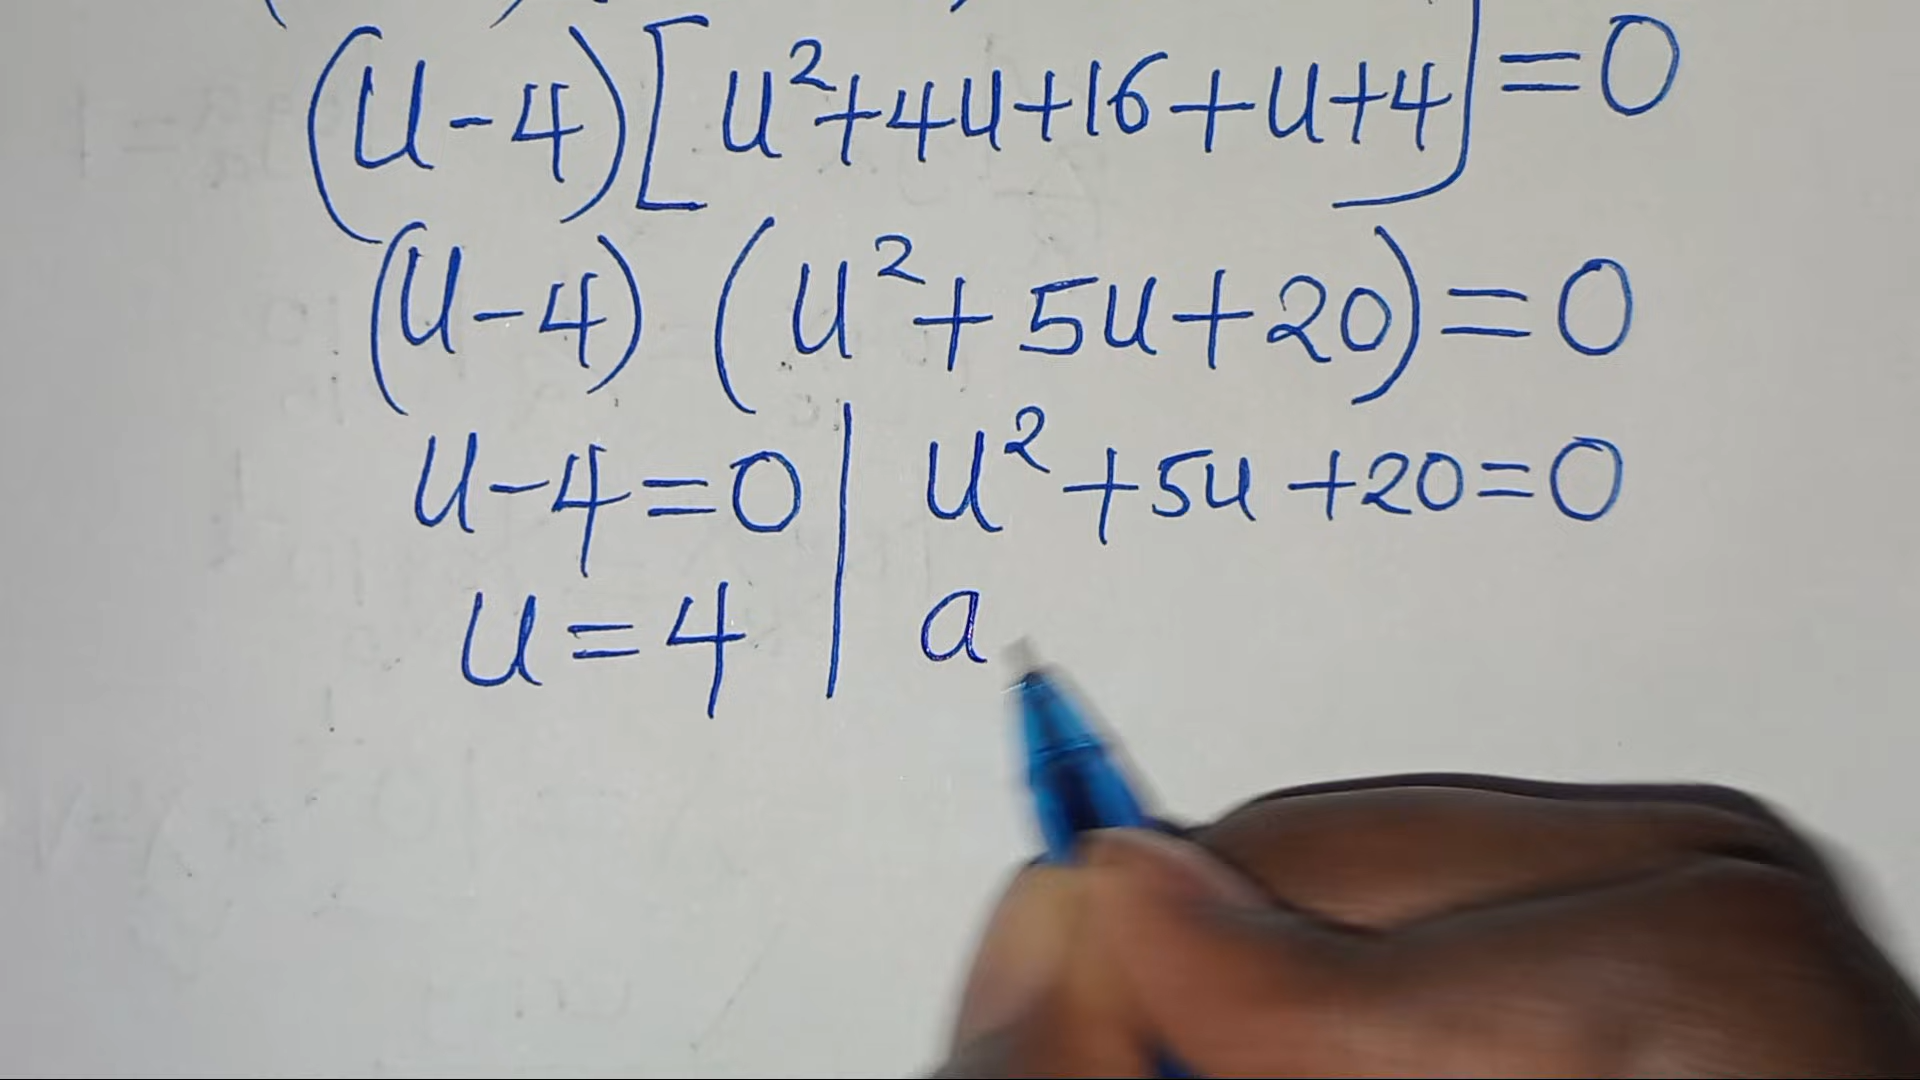 (u-4)[u²+4u+16+u+4]=0
(u-4) (u²+5u+20)=0
u-4=0 | u²+5u+20=0
u=4 | a